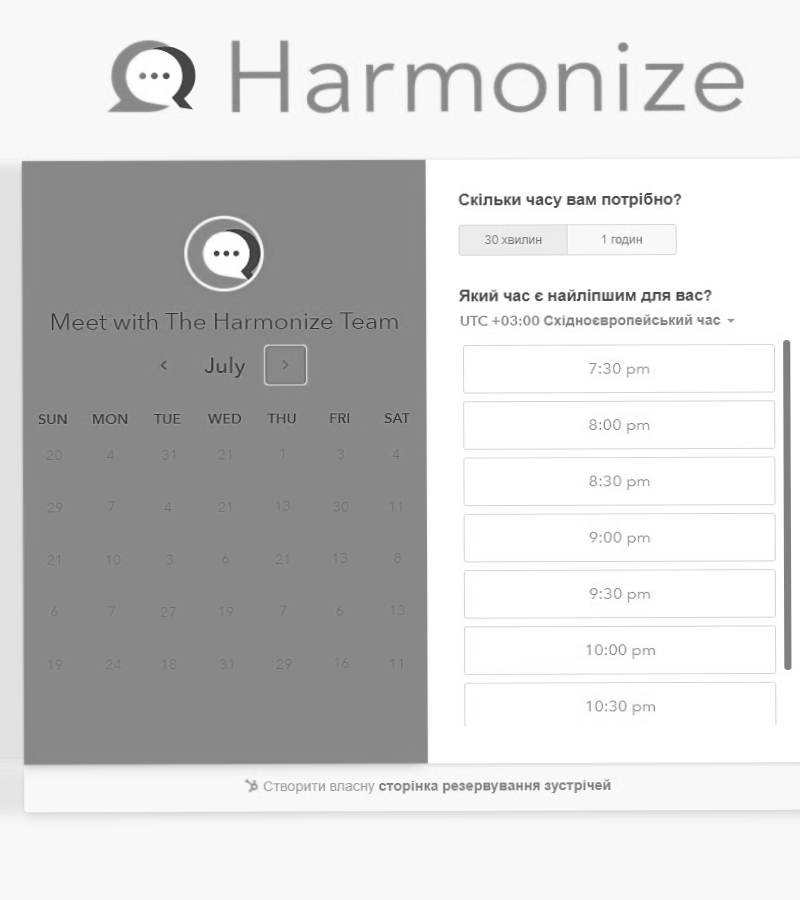 Harmonize
Meet with The Harmonize Team
July
SUN MON TUE WED THU FRI SAT
20 4 31 21 1 3 4
29 7 4 21 13 30 11
21 10 3 6 21 13 8
6 7 27 19 7 6 13
19 24 18 31 29 16 11
Скільки часу вам потрібно?
30 хвилин 1 годин
Який час є найліпшим для вас?
UTC +03:00 Східноєвропейський час
7:30 pm
8:00 pm
8:30 pm
9:00 pm
9:30 pm
10:00 pm
10:30 pm
Створити власну сторінка резервування зустрічей